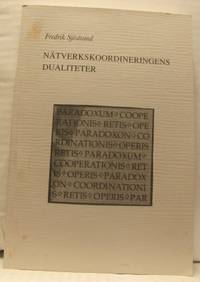 Fredrik Sjöstrand
NÄTVERKSKOORDINERINGENS
DUALITETER
PARADOXUM ◇ COOPE
RATIONIS ◇ RETIS ◇ OPE
RIS ◇ PARADOXON ◇ CO
RDINATIONIS ◇ OPERIS
◇ RETIS ◇ PARADOXUM ◇
COOPERATIONIS ◇ RET
IS ◇ OPERIS ◇ PARADOX
ON ◇ COORDINATIONI
S ◇ RETIS ◇ OPERIS ◇ PAR